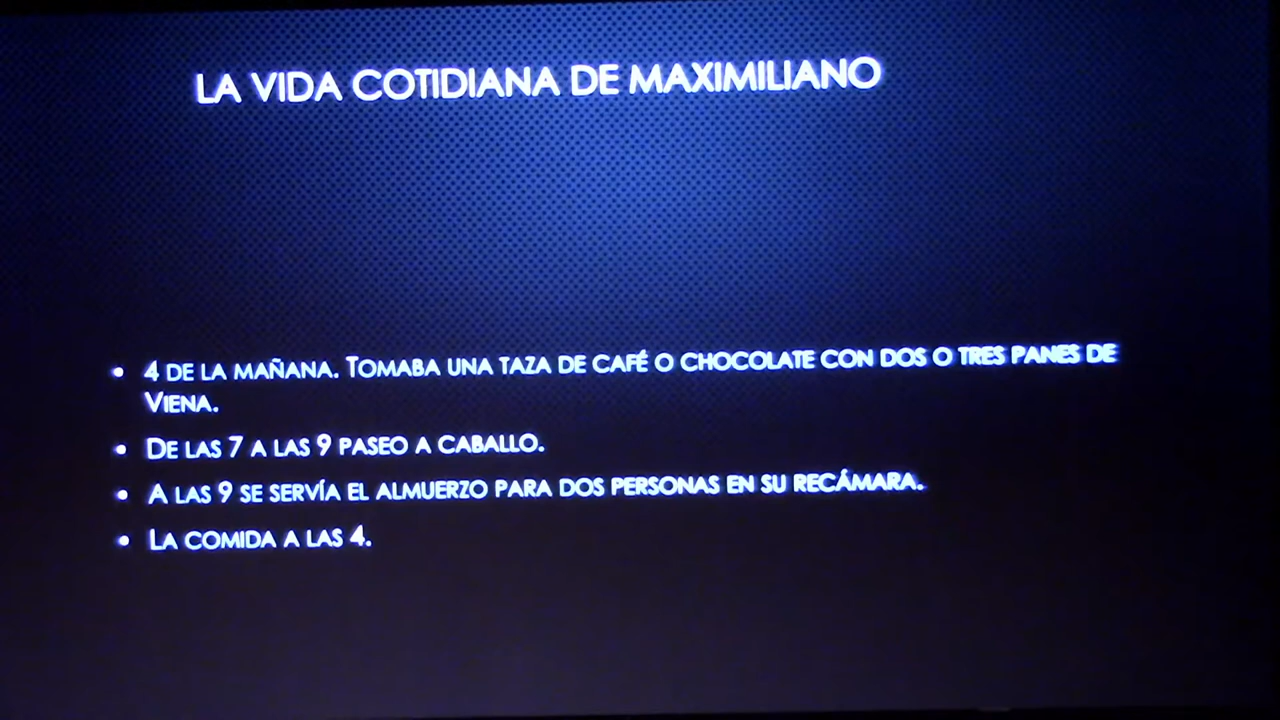 LA VIDA COTIDIANA DE MAXIMILIANO
• 4 DE LA MAÑANA. TOMABA UNA TAZA DE CAFÉ O CHOCOLATE CON DOS O TRES PANES DE
VIENA.
• DE LAS 7 A LAS 9 PASEO A CABALLO.
• A LAS 9 SE SERVÍA EL ALMUERZO PARA DOS PERSONAS EN SU RECÁMARA.
• LA COMIDA A LAS 4.